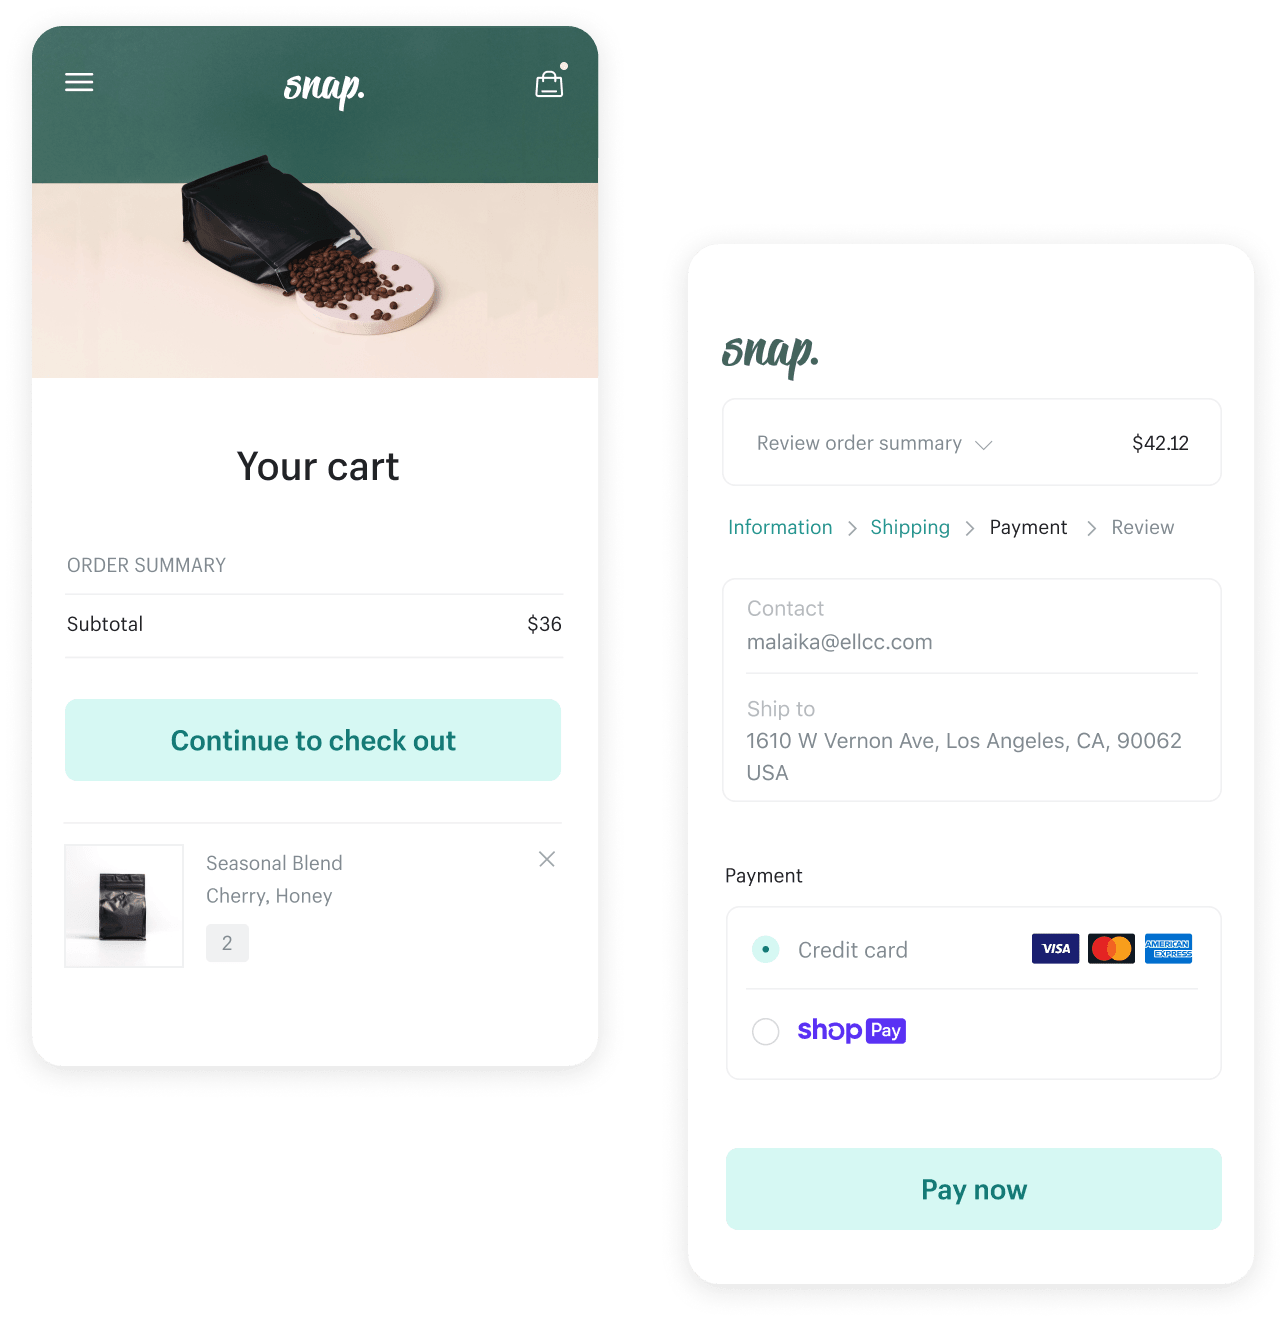 snap.
Your cart
ORDER SUMMARY
Subtotal $36
Continue to check out
Seasonal Blend
Cherry, Honey
2
snap.
Review order summary $42.12
Information Shipping Payment Review
Contact
malaika@ellcc.com
Ship to
1610 W Vernon Ave, Los Angeles, CA, 90062
USA
Payment
Credit card VISA AMERICAN EXPRESS
shop Pay
Pay now